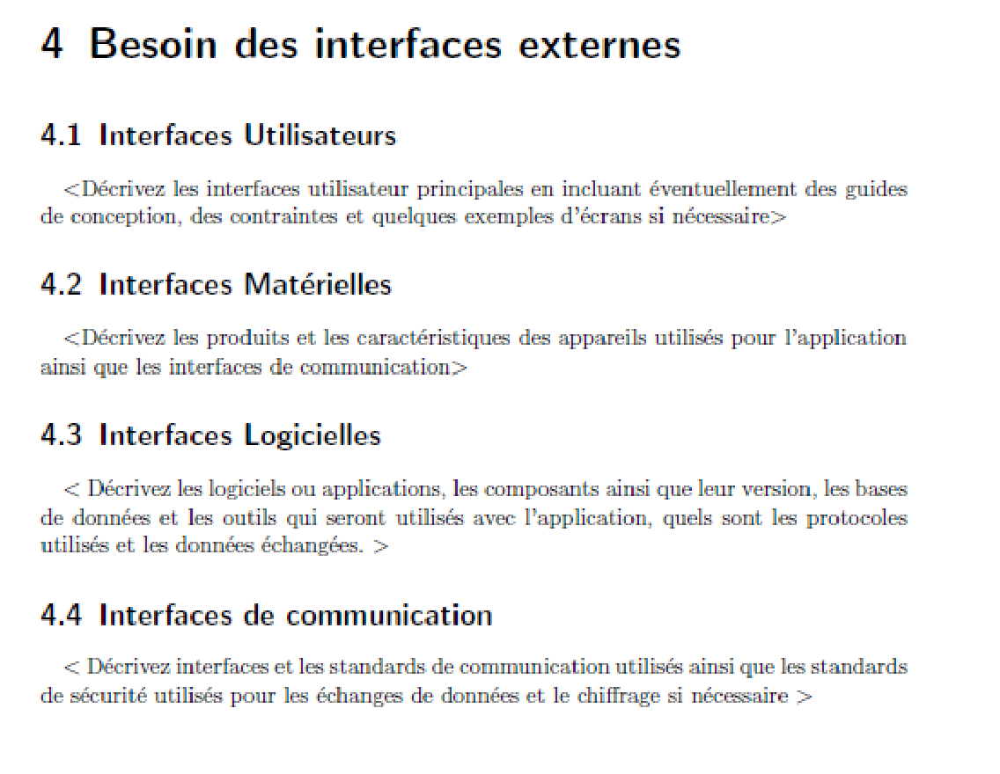 4 Besoin des interfaces externes
4.1 Interfaces Utilisateurs
<Décrivez les interfaces utilisateur principales en incluant éventuellement des guides
de conception, des contraintes et quelques exemples d'écrans si nécessaire>
4.2 Interfaces Matérielles
<Décrivez les produits et les caractéristiques des appareils utilisés pour l'application
ainsi que les interfaces de communication>
4.3 Interfaces Logicielles
< Décrivez les logiciels ou applications, les composants ainsi que leur version, les bases
de données et les outils qui seront utilisés avec l'application, quels sont les protocoles
utilisés et les données échangées. >
4.4 Interfaces de communication
< Décrivez interfaces et les standards de communication utilisés ainsi que les standards
de sécurité utilisés pour les échanges de données et le chiffrage si nécessaire >